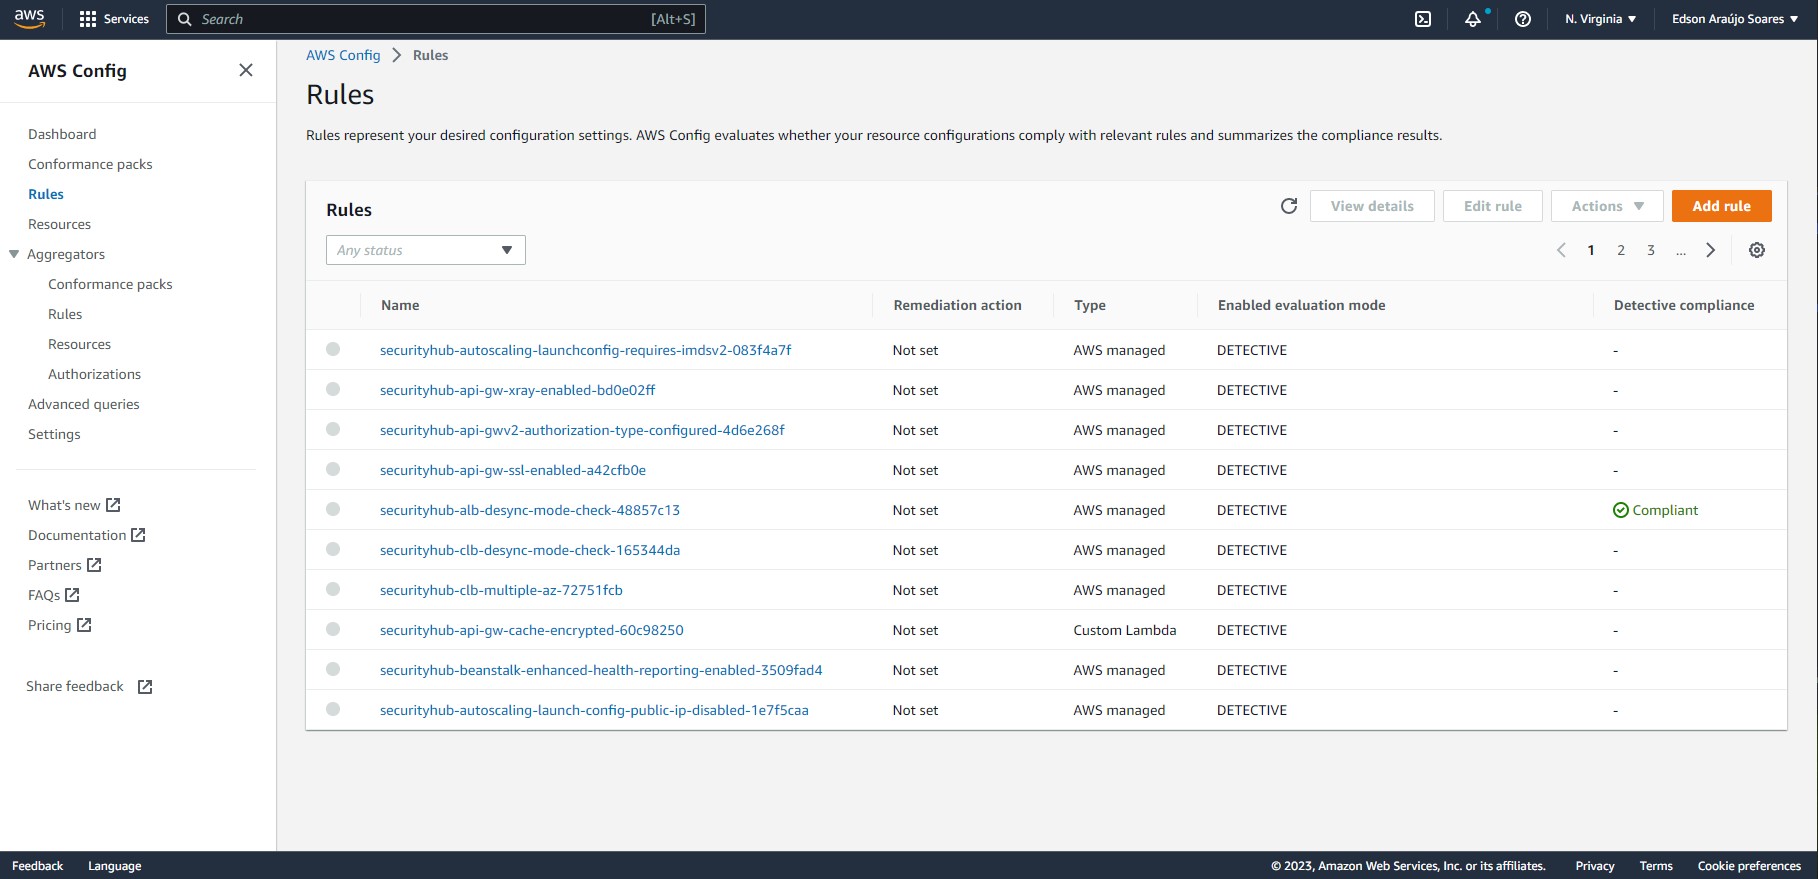 aws Services Search [Alt+S] N. Virginia Edson Araújo Soares
AWS Config
Dashboard
Conformance packs
Rules
Resources
Aggregators
Conformance packs
Rules
Resources
Authorizations
Advanced queries
Settings
What's new
Documentation
Partners
FAQs
Pricing
Share feedback
AWS Config Rules
Rules
Rules represent your desired configuration settings. AWS Config evaluates whether your resource configurations comply with relevant rules and summarizes the compliance results.
Rules View details Edit rule Actions Add rule
Any status 1 2 3 ...
Name Remediation action Type Enabled evaluation mode Detective compliance
securityhub-autoscaling-launchconfig-requires-imdsv2-083f4a7f Not set AWS managed DETECTIVE -
securityhub-api-gw-xray-enabled-bd0e02ff Not set AWS managed DETECTIVE -
securityhub-api-gwv2-authorization-type-configured-4d6e268f Not set AWS managed DETECTIVE -
securityhub-api-gw-ssl-enabled-a42cfb0e Not set AWS managed DETECTIVE -
securityhub-alb-desync-mode-check-48857c13 Not set AWS managed DETECTIVE Compliant
securityhub-clb-desync-mode-check-165344da Not set AWS managed DETECTIVE -
securityhub-clb-multiple-az-72751fcb Not set AWS managed DETECTIVE -
securityhub-api-gw-cache-encrypted-60c98250 Not set Custom Lambda DETECTIVE -
securityhub-beanstalk-enhanced-health-reporting-enabled-3509fad4 Not set AWS managed DETECTIVE -
securityhub-autoscaling-launch-config-public-ip-disabled-1e7f5caa Not set AWS managed DETECTIVE -
Feedback Language © 2023, Amazon Web Services, Inc. or its affiliates. Privacy Terms Cookie preferences